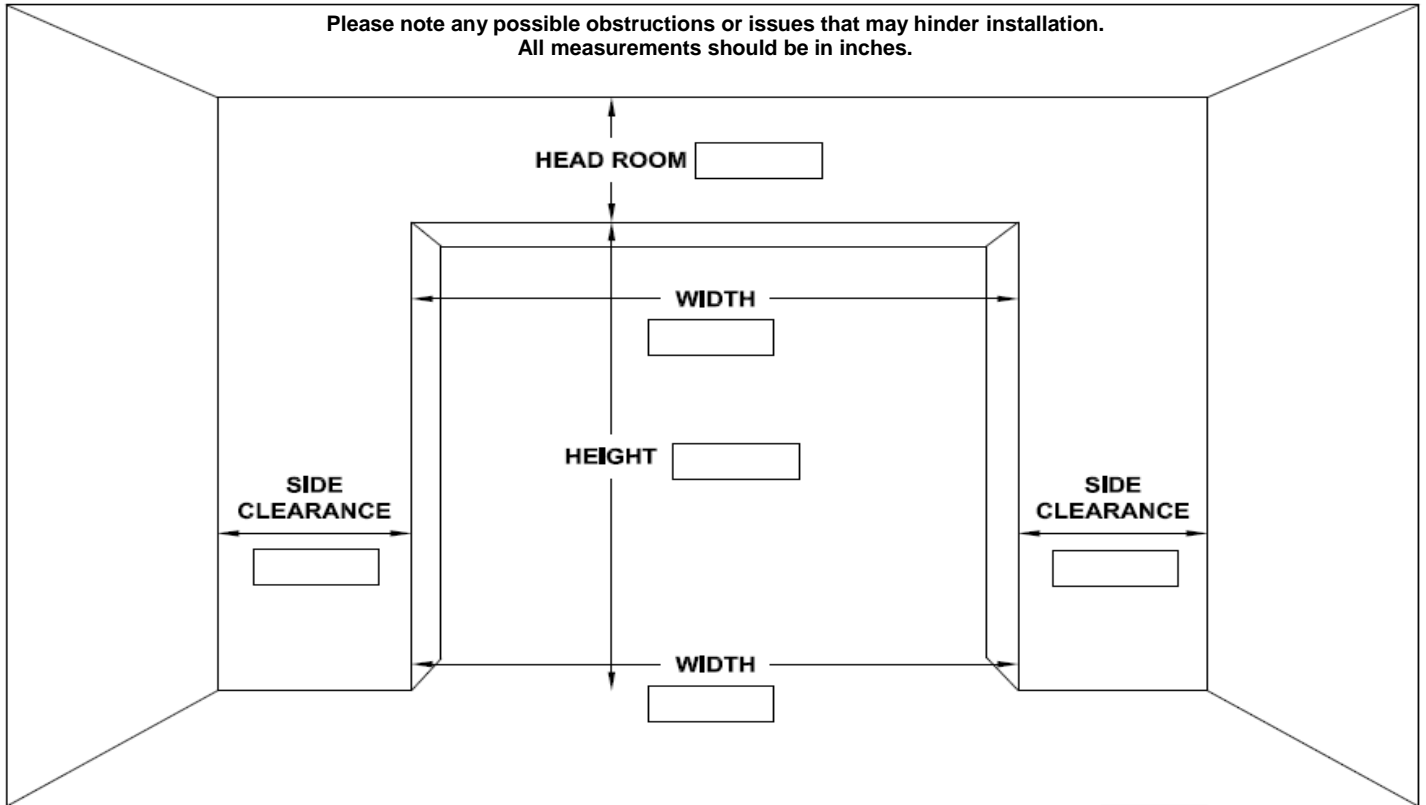 Please note any possible obstructions or issues that may hinder installation.
All measurements should be in inches.
HEAD ROOM
WIDTH
HEIGHT
SIDE
CLEARANCE
SIDE
CLEARANCE
WIDTH